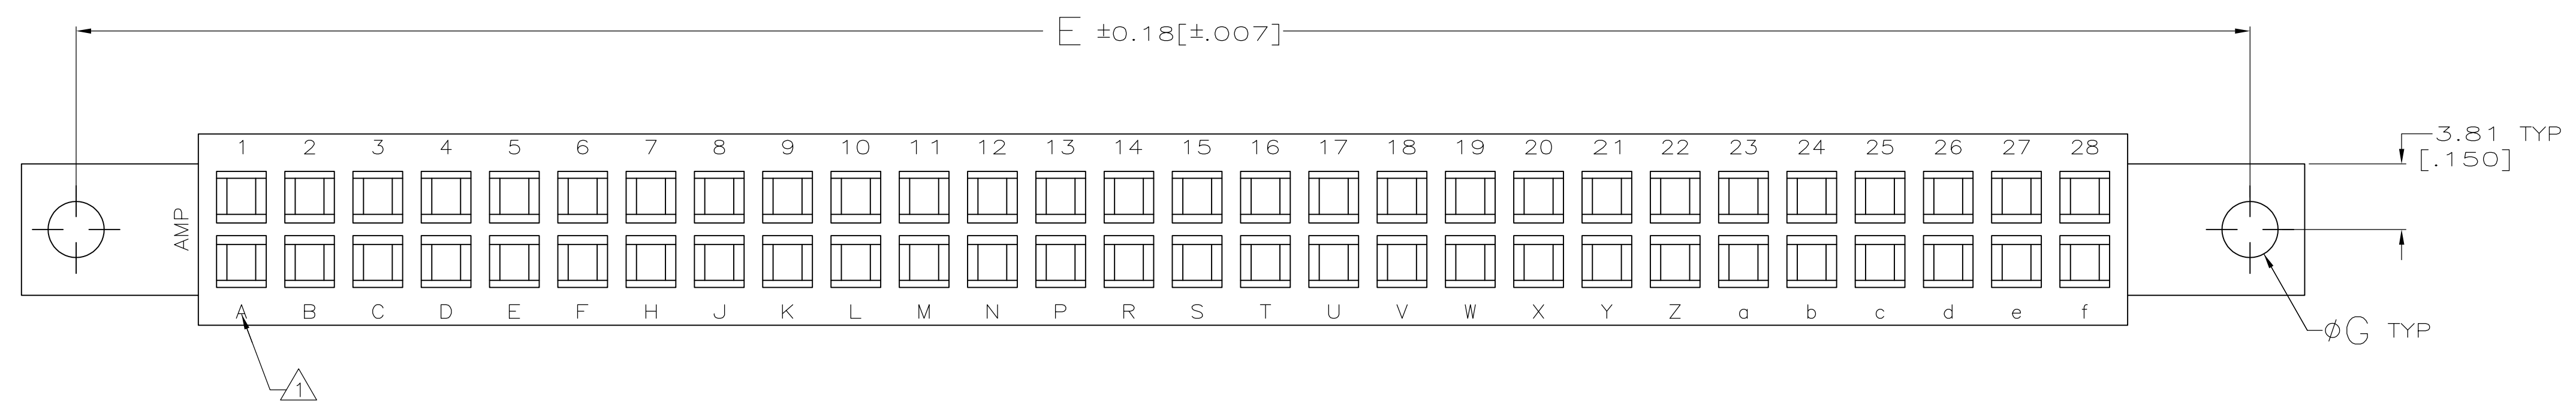 E ±0.18[±.007]
3.81 TYP
[.150]
1 2 3 4 5 6 7 8 9 10 11 12 13 14 15 16 17 18 19 20 21 22 23 24 25 26 27 28
AMP
A B C D E F H J K L M N P R S T U V W X Y Z a b c d e f
øG TYP
1